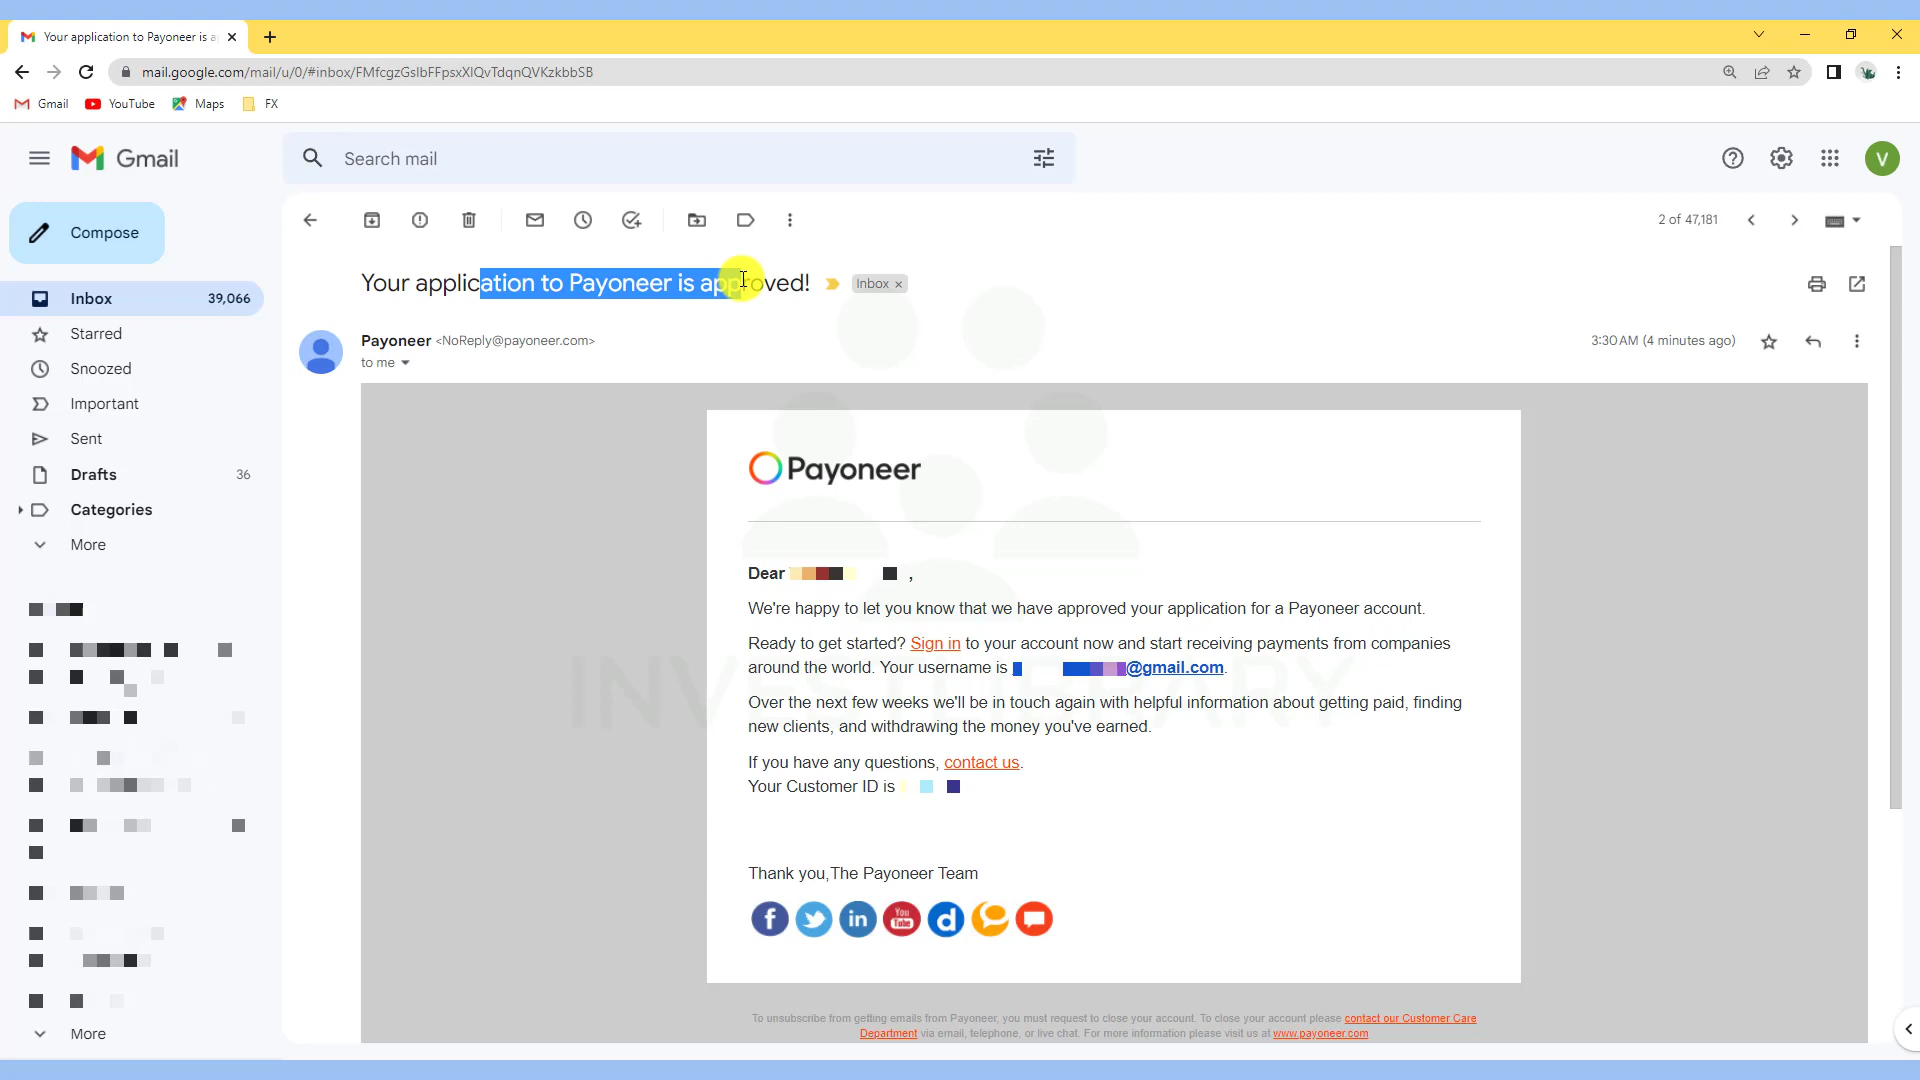 Your application to Payoneer is a
mail.google.com/mail/u/0/#inbox/FMfcgzGslbFFpsxXlQvTdqnQVKzkbbSB
Gmail YouTube Maps FX
Gmail
Search mail
V
Compose
2 of 47,181
Your application to Payoneer is approved!
Inbox ×
Inbox 39,066
Starred
Snoozed
Important
Sent
Drafts 36
Categories
More
More
Payoneer <NoReply@payoneer.com>
3:30 AM (4 minutes ago)
to me
Payoneer
Dear ,
We're happy to let you know that we have approved your application for a Payoneer account.
Ready to get started? Sign in to your account now and start receiving payments from companies
around the world. Your username is @gmail.com.
Over the next few weeks we'll be in touch again with helpful information about getting paid, finding
new clients, and withdrawing the money you've earned.
If you have any questions, contact us.
Your Customer ID is
Thank you,The Payoneer Team
f in You Tube d
To unsubscribe from getting emails from Payoneer, you must request to close your account. To close your account please contact our Customer Care
Department via email, telephone, or live chat. For more information please visit us at www.payoneer.com